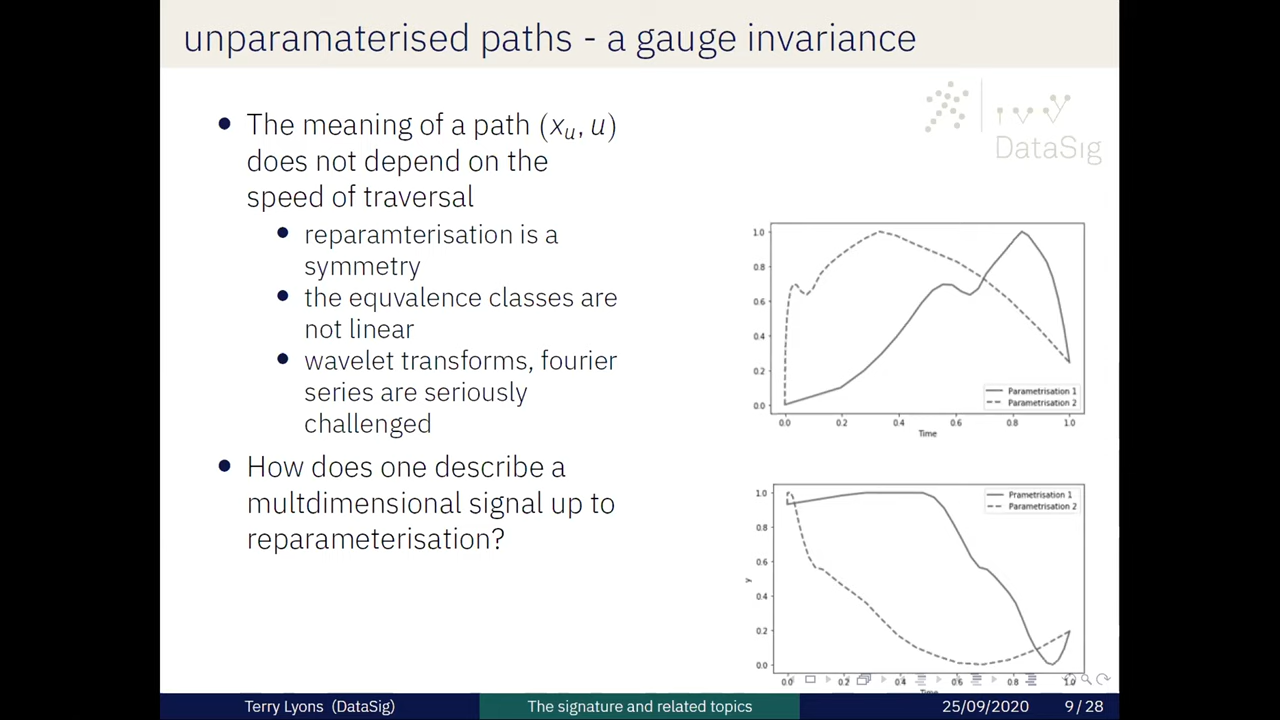 unparamaterised paths - a gauge invariance
DataSıg
• The meaning of a path (xᵤ, u)
does not depend on the
speed of traversal
• reparamterisation is a
symmetry
• the equvalence classes are
not linear
• wavelet transforms, fourier
series are seriously
challenged
• How does one describe a
multdimensional signal up to
reparameterisation?
1.0
0.8
0.6
0.4
0.2
0.0
Parametrisation 1
Parametrisation 2
0.0 0.2 0.4 0.6 0.8 1.0
Time
1.0
0.8
0.6
0.4
0.2
0.0
y
Prametrisation 1
Parametrisation 2
0.0 0.2 0.4 0.6 0.8 1.0
Time
Terry Lyons (DataSig) The signature and related topics 25/09/2020 9 / 28